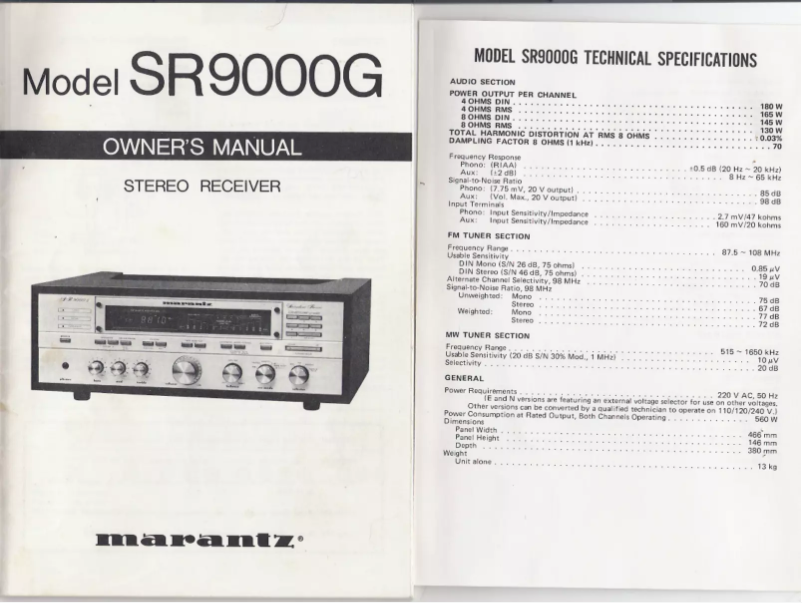 Model SR9000G
OWNER'S MANUAL
STEREO RECEIVER
marantz
marantz®
MODEL SR9000G TECHNICAL SPECIFICATIONS
AUDIO SECTION
POWER OUTPUT PER CHANNEL
4 OHMS DIN . . . 180 W
4 OHMS RMS . . . 165 W
8 OHMS DIN . . . 145 W
8 OHMS RMS . . . 130 W
TOTAL HARMONIC DISTORTION AT RMS 8 OHMS . . . 0.03%
DAMPLING FACTOR 8 OHMS (1 kHz) . . . 70
Frequency Response
Phono: (RIAA) . . . ±0.5 dB (20 Hz ~ 20 kHz)
Aux: (±2 dB) . . . 8 Hz ~ 65 kHz
Signal-to-Noise Ratio
Phono: (7.75 mV, 20 V output) . . . 85 dB
Aux: (Vol. Max., 20 V output) . . . 98 dB
Input Terminals
Phono: Input Sensitivity/Impedance . . . 2.7 mV/47 kohms
Aux: Input Sensitivity/Impedance . . . 160 mV/20 kohms
FM TUNER SECTION
Frequency Range . . . 87.5 ~ 108 MHz
Usable Sensitivity
DIN Mono (S/N 26 dB, 75 ohms) . . . 0.85 µV
DIN Stereo (S/N 46 dB, 75 ohms) . . . 19 µV
Alternate Channel Selectivity, 98 MHz . . . 70 dB
Signal-to-Noise Ratio, 98 MHz
Unweighted: Mono . . . 75 dB
Stereo . . . 67 dB
Weighted: Mono . . . 77 dB
Stereo . . . 72 dB
MW TUNER SECTION
Frequency Range . . . 515 ~ 1650 kHz
Usable Sensitivity (20 dB S/N 30% Mod., 1 MHz) . . . 10 µV
Selectivity . . . 20 dB
GENERAL
Power Requirements . . . 220 V AC, 50 Hz
(E and N versions are featuring an external voltage selector for use on other voltages.
Other versions can be converted by a qualified technician to operate on 110/120/240 V.)
Power Consumption at Rated Output, Both Channels Operating . . . 560 W
Dimensions
Panel Width . . . 466 mm
Panel Height . . . 146 mm
Depth . . . 380 mm
Weight
Unit alone . . . 13 kg